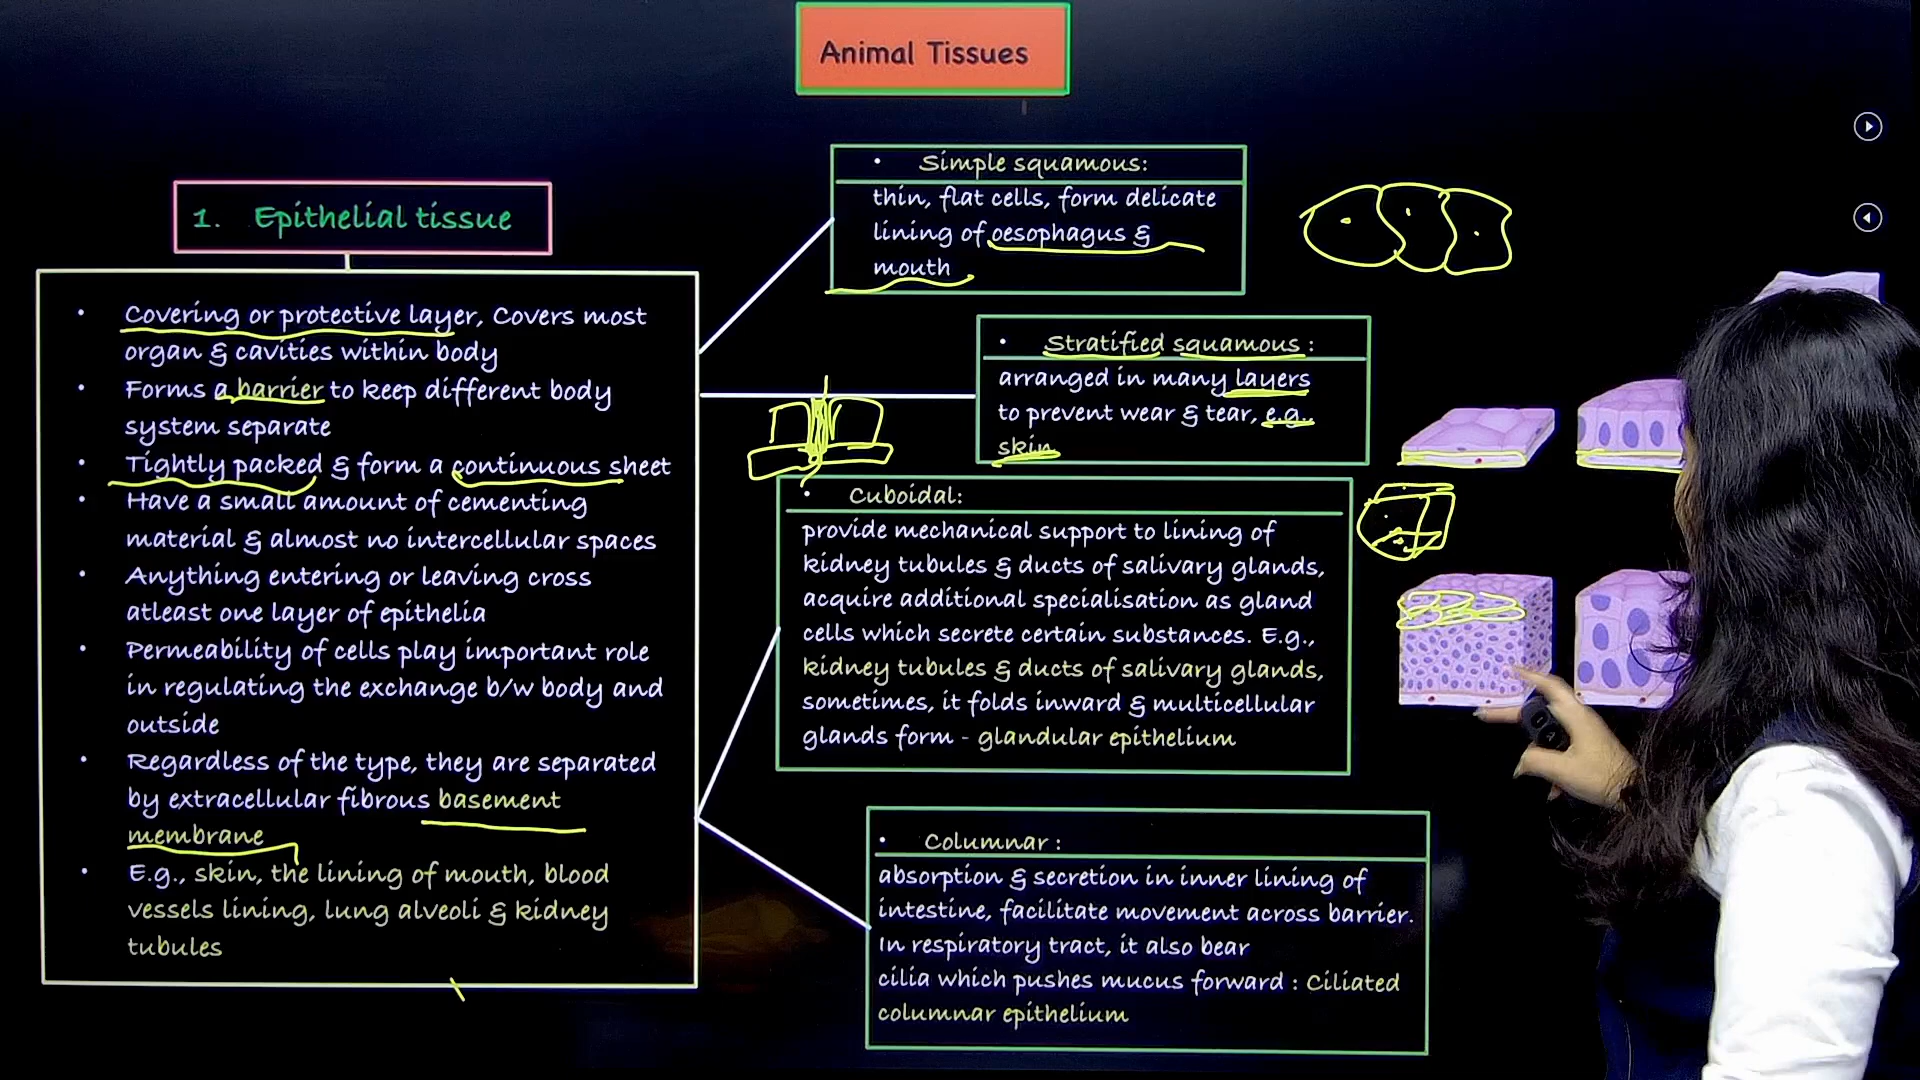 Animal Tissues
1. Epithelial tissue
• Covering or protective layer, Covers most
organ & cavities within body
• Forms a barrier to keep different body
system separate
• Tightly packed & form a continuous sheet
• Have a small amount of cementing
material & almost no intercellular spaces
• Anything entering or leaving cross
atleast one layer of epithelia
• Permeability of cells play important role
in regulating the exchange b/w body and
outside
• Regardless of the type, they are separated
by extracellular fibrous basement
membrane
• E.g., skin, the lining of mouth, blood
vessels lining, lung alveoli & kidney
tubules
• Simple squamous:
thin, flat cells, form delicate
lining of oesophagus &
mouth
• Stratified squamous :
arranged in many layers
to prevent wear & tear, e.g.,
skin
• Cuboidal:
provide mechanical support to lining of
kidney tubules & ducts of salivary glands,
acquire additional specialisation as gland
cells which secrete certain substances. E.g.,
kidney tubules & ducts of salivary glands,
sometimes, it folds inward & multicellular
glands form - glandular epithelium
• Columnar :
absorption & secretion in inner lining of
intestine, facilitate movement across barrier.
In respiratory tract, it also bear
cilia which pushes mucus forward : Ciliated
columnar epithelium